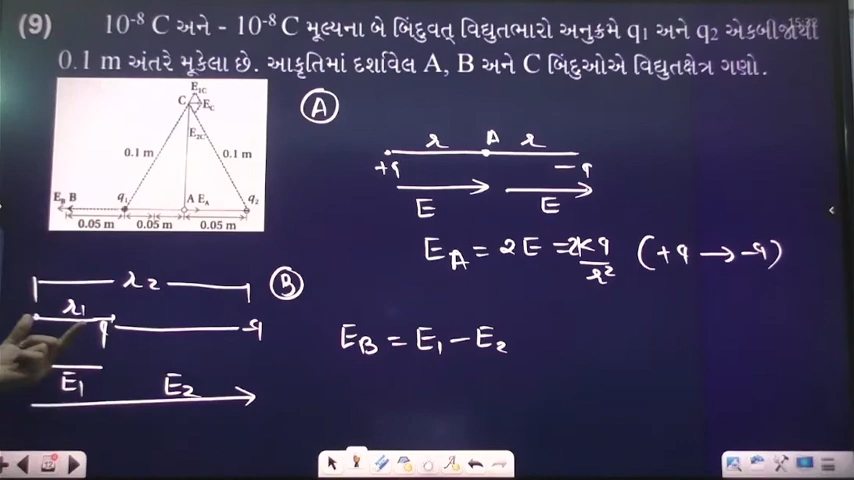 (9) 10⁻⁸ C અને - 10⁻⁸ C મૂલ્યના બે બિંદુવત્ વિદ્યુતભારો અનુક્રમે q₁ અને q₂ એકબીજાથી
0.1 m અંતરે મૂકેલા છે. આકૃતિમાં દર્શાવેલ A, B અને C બિંદુઓએ વિદ્યુતક્ષેત્ર ગણો.
E₁C
C E_C
E₂C
0.1 m 0.1 m
E_B B q₁ A E_A q₂
0.05 m 0.05 m 0.05 m
A
r A r
+q -q
E E
E_A = 2E = 2kq/r² (+q → -q)
r₂ B
r₁
q -q
E_B = E₁ - E₂
E₁ E₂